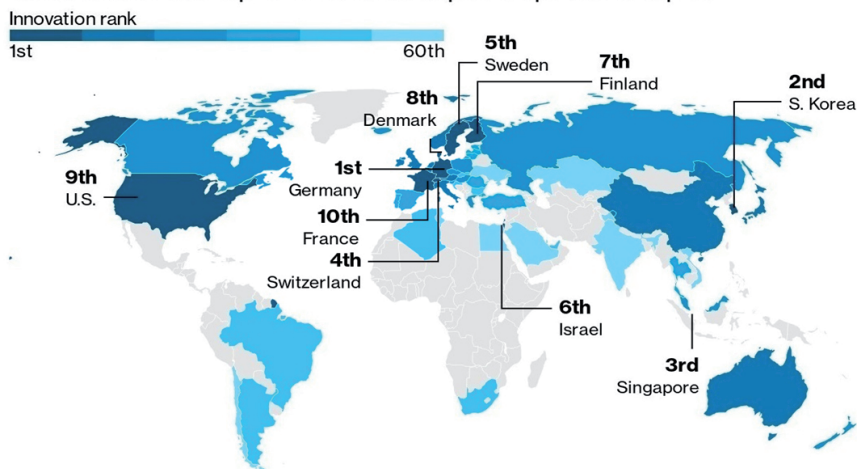 Innovation rank
1st
60th
5th
Sweden
7th
Finland
2nd
S. Korea
8th
Denmark
1st
Germany
9th
U.S.
10th
France
4th
Switzerland
6th
Israel
3rd
Singapore